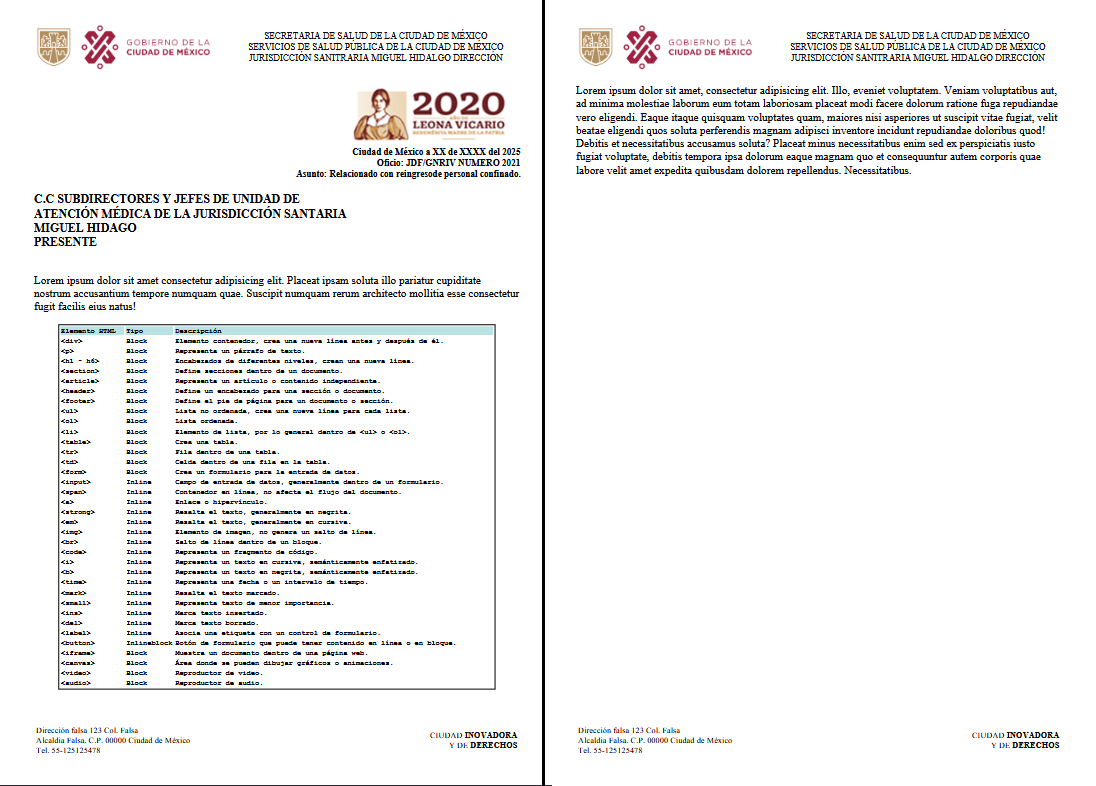 GOBIERNO DE LA
CIUDAD DE MÉXICO
SECRETARIA DE SALUD DE LA CIUDAD DE MÉXICO
SERVICIOS DE SALUD PÚBLICA DE LA CIUDAD DE MÉXICO
JURISDICCIÓN SANITRARIA MIGUEL HIDALGO DIRECCIÓN
2020
AÑO DE
LEONA VICARIO
BENEMÉRITA MADRE DE LA PATRIA
Ciudad de México a XX de XXXX del 2025
Oficio: JDF/GNRIV NUMERO 2021
Asunto: Relacionado con reingresode personal confinado.
C.C SUBDIRECTORES Y JEFES DE UNIDAD DE
ATENCIÓN MÉDICA DE LA JURISDICCIÓN SANTARIA
MIGUEL HIDAGO
PRESENTE
Lorem ipsum dolor sit amet consectetur adipisicing elit. Placeat ipsam soluta illo pariatur cupiditate
nostrum accusantium tempore numquam quae. Suscipit numquam rerum architecto mollitia esse consectetur
fugit facilis eius natus!
Elemento HTML Tipo Descripción
<div> Block Elemento contenedor, crea una nueva línea antes y después de él.
<p> Block Representa un párrafo de texto.
<h1 - h6> Block Encabezados de diferentes niveles, crean una nueva línea.
<section> Block Define secciones dentro de un documento.
<article> Block Representa un artículo o contenido independiente.
<header> Block Define un encabezado para una sección o documento.
<footer> Block Define el pie de página para un documento o sección.
<ul> Block Lista no ordenada, crea una nueva línea para cada lista.
<ol> Block Lista ordenada.
<li> Block Elemento de lista, por lo general dentro de <ul> o <ol>.
<table> Block Crea una tabla.
<tr> Block Fila dentro de una tabla.
<td> Block Celda dentro de una fila en la tabla.
<form> Block Crea un formulario para la entrada de datos.
<input> Inline Campo de entrada de datos, generalmente dentro de un formulario.
<span> Inline Contenedor en línea, no afecta el flujo del documento.
<a> Inline Enlace o hipervínculo.
<strong> Inline Resalta el texto, generalmente en negrita.
<em> Inline Resalta el texto, generalmente en cursiva.
<img> Inline Elemento de imagen, no genera un salto de línea.
<br> Inline Salto de línea dentro de un bloque.
<code> Inline Representa un fragmento de código.
<i> Inline Representa un texto en cursiva, semánticamente enfatizado.
<b> Inline Representa un texto en negrita, semánticamente enfatizado.
<time> Inline Representa una fecha o un intervalo de tiempo.
<mark> Inline Resalta el texto marcado.
<small> Inline Representa texto de menor importancia.
<ins> Inline Marca texto insertado.
<del> Inline Marca texto borrado.
<label> Inline Asocia una etiqueta con un control de formulario.
<button> Inlineblock Botón de formulario que puede tener contenido en línea o en bloque.
<iframe> Block Muestra un documento dentro de una página web.
<canvas> Block Área donde se pueden dibujar gráficos o animaciones.
<video> Block Reproductor de video.
<audio> Block Reproductor de audio.
Dirección falsa 123 Col. Falsa
Alcaldia Falsa. C.P. 00000 Ciudad de México
Tel. 55-125125478
CIUDAD INOVADORA
Y DE DERECHOS
GOBIERNO DE LA
CIUDAD DE MÉXICO
SECRETARIA DE SALUD DE LA CIUDAD DE MÉXICO
SERVICIOS DE SALUD PÚBLICA DE LA CIUDAD DE MÉXICO
JURISDICCIÓN SANITRARIA MIGUEL HIDALGO DIRECCIÓN
Lorem ipsum dolor sit amet, consectetur adipisicing elit. Illo, eveniet voluptatem. Veniam voluptatibus aut,
ad minima molestiae laborum eum totam laboriosam placeat modi facere dolorum ratione fuga repudiandae
vero eligendi. Eaque itaque quisquam voluptates quam, maiores nisi asperiores ut suscipit vitae fugiat, velit
beatae eligendi quos soluta perferendis magnam adipisci inventore incidunt repudiandae doloribus quod!
Debitis et necessitatibus accusamus soluta? Placeat minus necessitatibus enim sed ex perspiciatis iusto
fugiat voluptate, debitis tempora ipsa dolorum eaque magnam quo et consequuntur autem corporis quae
labore velit amet expedita quibusdam dolorem repellendus. Necessitatibus.
Dirección falsa 123 Col. Falsa
Alcaldia Falsa. C.P. 00000 Ciudad de México
Tel. 55-125125478
CIUDAD INOVADORA
Y DE DERECHOS